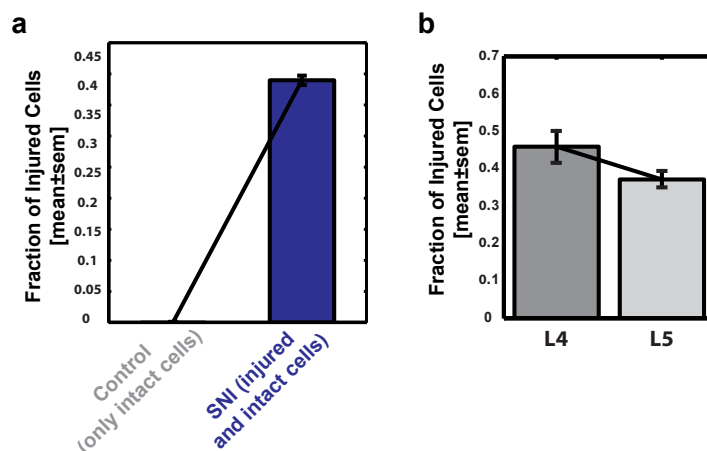 a
Fraction of Injured Cells
[mean±sem]
0.45
0.4
0.45
0.3
0.25
0.2
0.15
0.1
0.05
0
Control
(only intact cells)
SNI (injured
and intact cells)
b
Fraction of Injured Cells
[mean±sem]
0.7
0.6
0.5
0.4
0.3
0.2
0.1
0
L4
L5